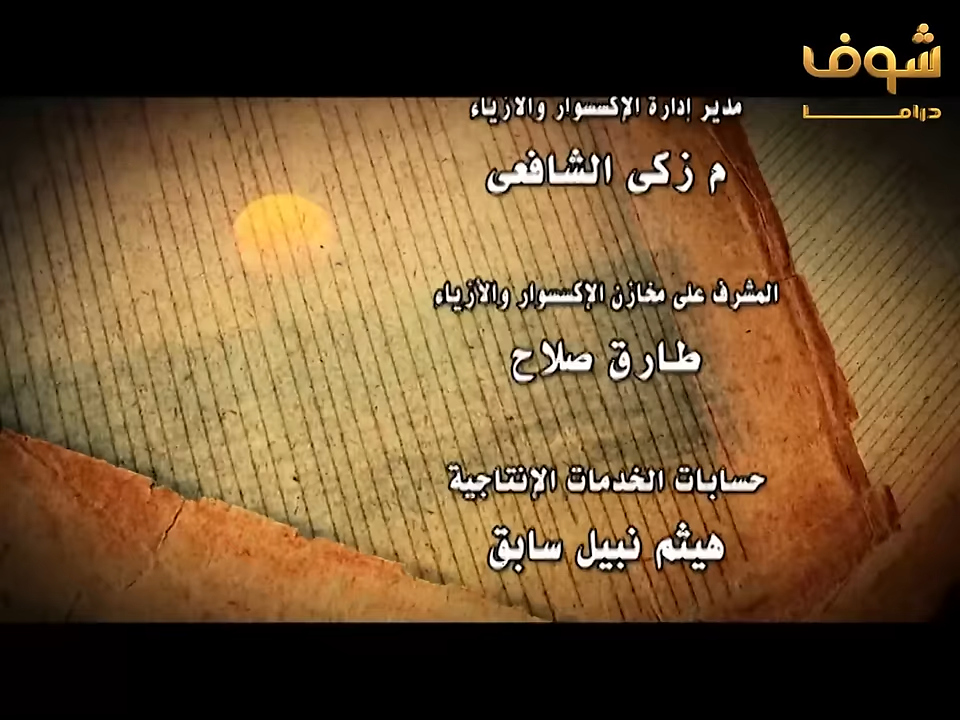 شوف
دراما
مدير إدارة الإكسسوار والازياء
م زكى الشافعى
المشرف على مخازن الإكسسوار والأزياء
طارق صلاح
حسابات الخدمات الإنتاجية
هيثم نبيل سابق